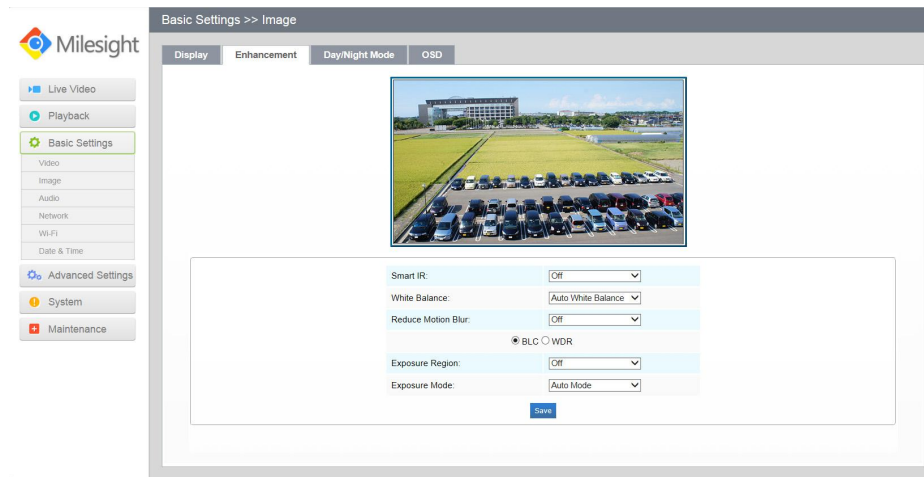 Milesight
Basic Settings >> Image
Display Enhancement Day/Night Mode OSD
Live Video
Playback
Basic Settings
Video
Image
Audio
Network
Wi-Fi
Date & Time
Advanced Settings
System
Maintenance
Smart IR: Off
White Balance: Auto White Balance
Reduce Motion Blur: Off
BLC WDR
Exposure Region: Off
Exposure Mode: Auto Mode
Save